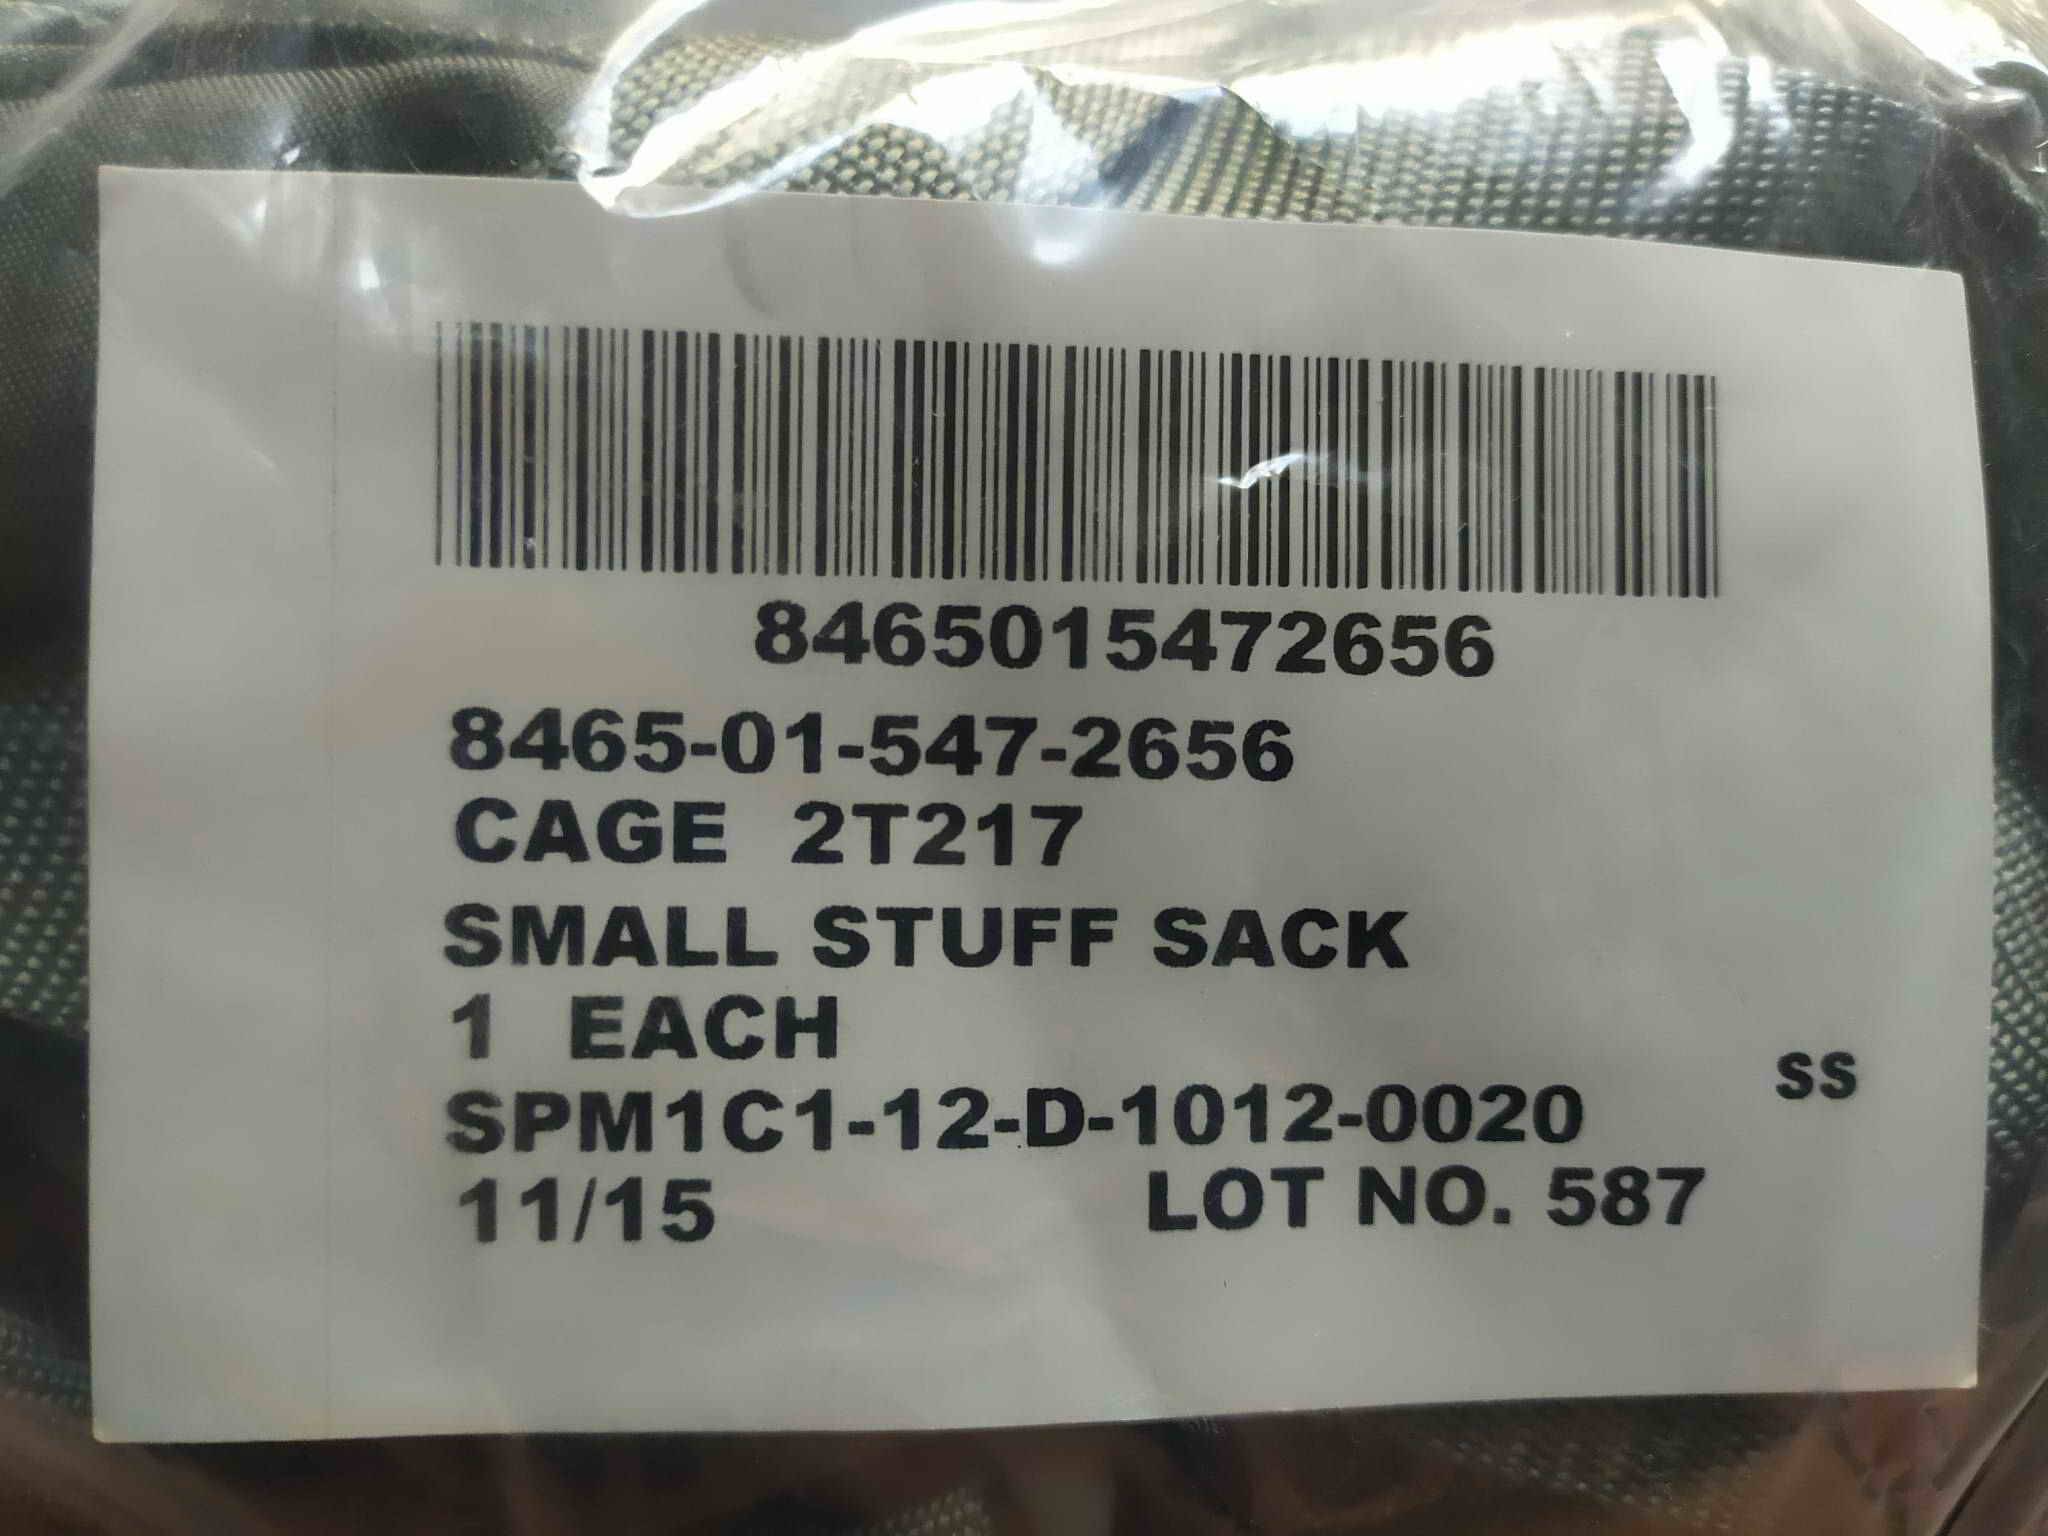 8465015472656
8465-01-547-2656
CAGE 2T217
SMALL STUFF SACK
1 EACH
SS
SPM1C1-12-D-1012-0020
11/15 LOT NO. 587